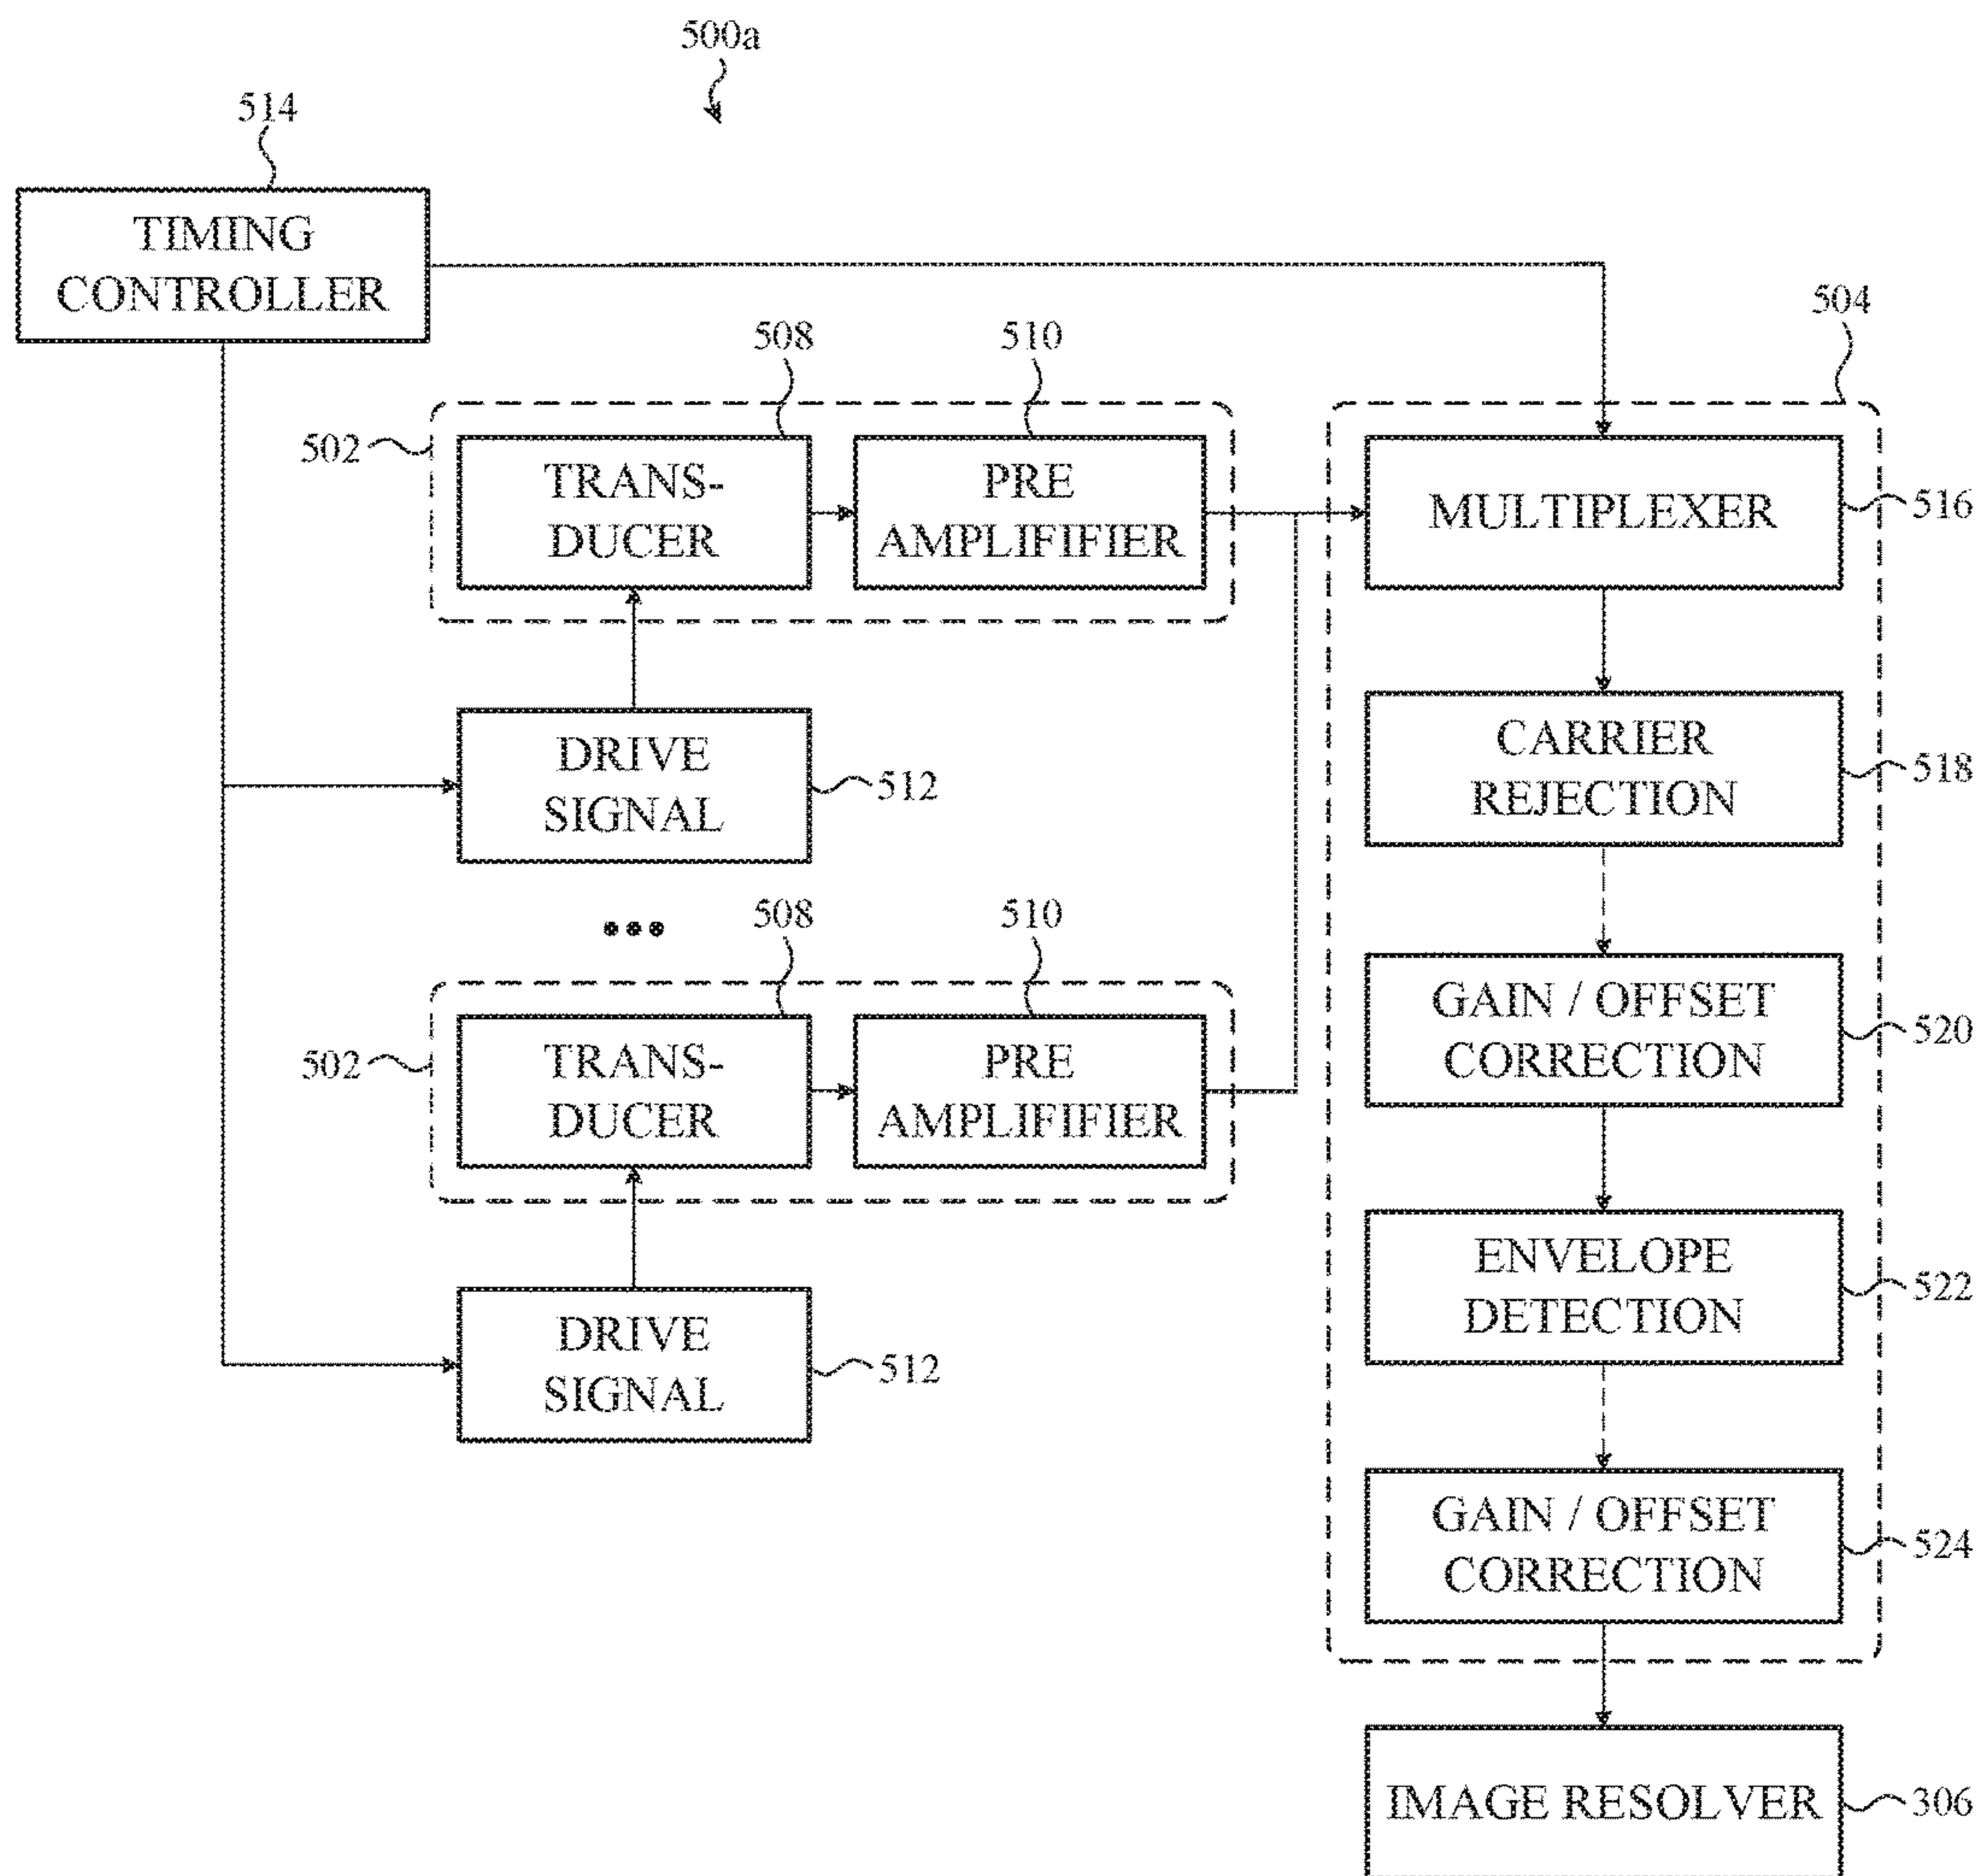 500a
514
TIMING
CONTROLLER
504
508
510
502
TRANS-
DUCER
PRE
AMPLIFIFIER
MULTIPLEXER
516
DRIVE
SIGNAL
512
CARRIER
REJECTION
518
•••
508
510
502
TRANS-
DUCER
PRE
AMPLIFIFIER
GAIN / OFFSET
CORRECTION
520
DRIVE
SIGNAL
512
ENVELOPE
DETECTION
522
GAIN / OFFSET
CORRECTION
524
IMAGE RESOLVER
306